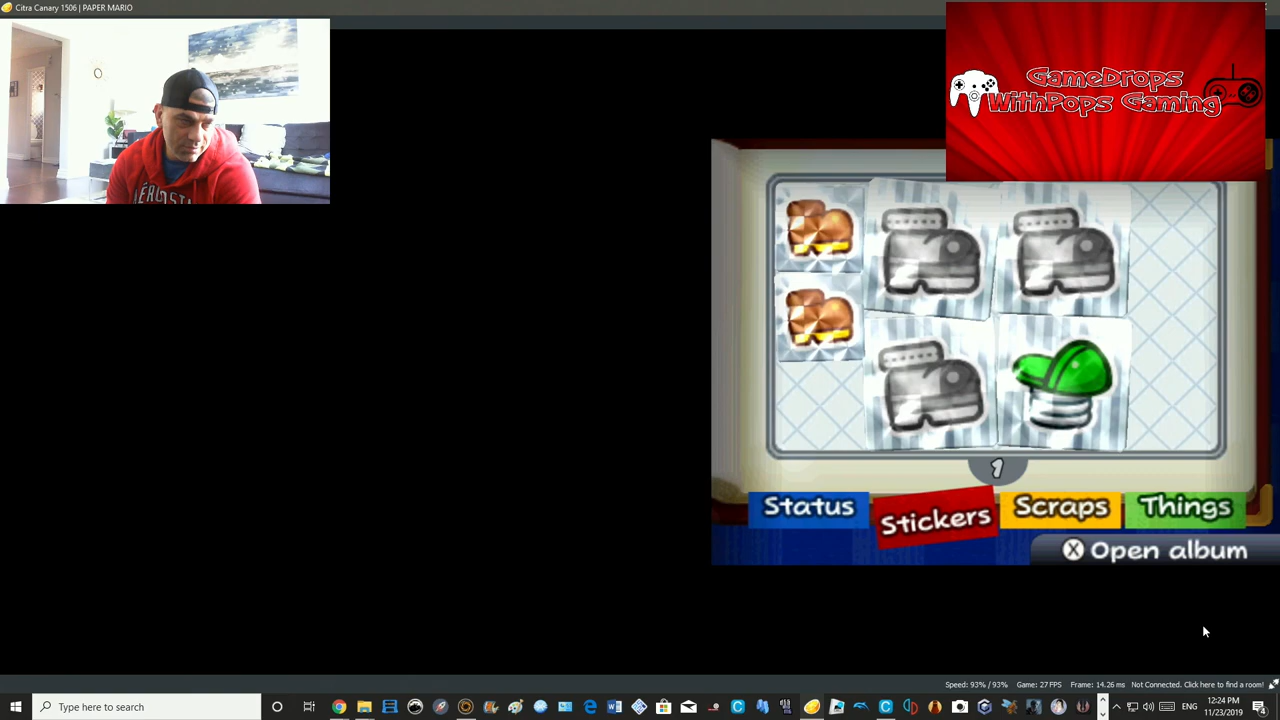 Citra Canary 1506 | PAPER MARIO
GameDrops
WithPops Gaming
1
Status
Stickers
Scraps
Things
X Open album
Speed: 93% / 93% Game: 27 FPS Frame: 14.26 ms Not Connected. Click here to find a room!
Type here to search
ENG
12:24 PM
11/23/2019
4